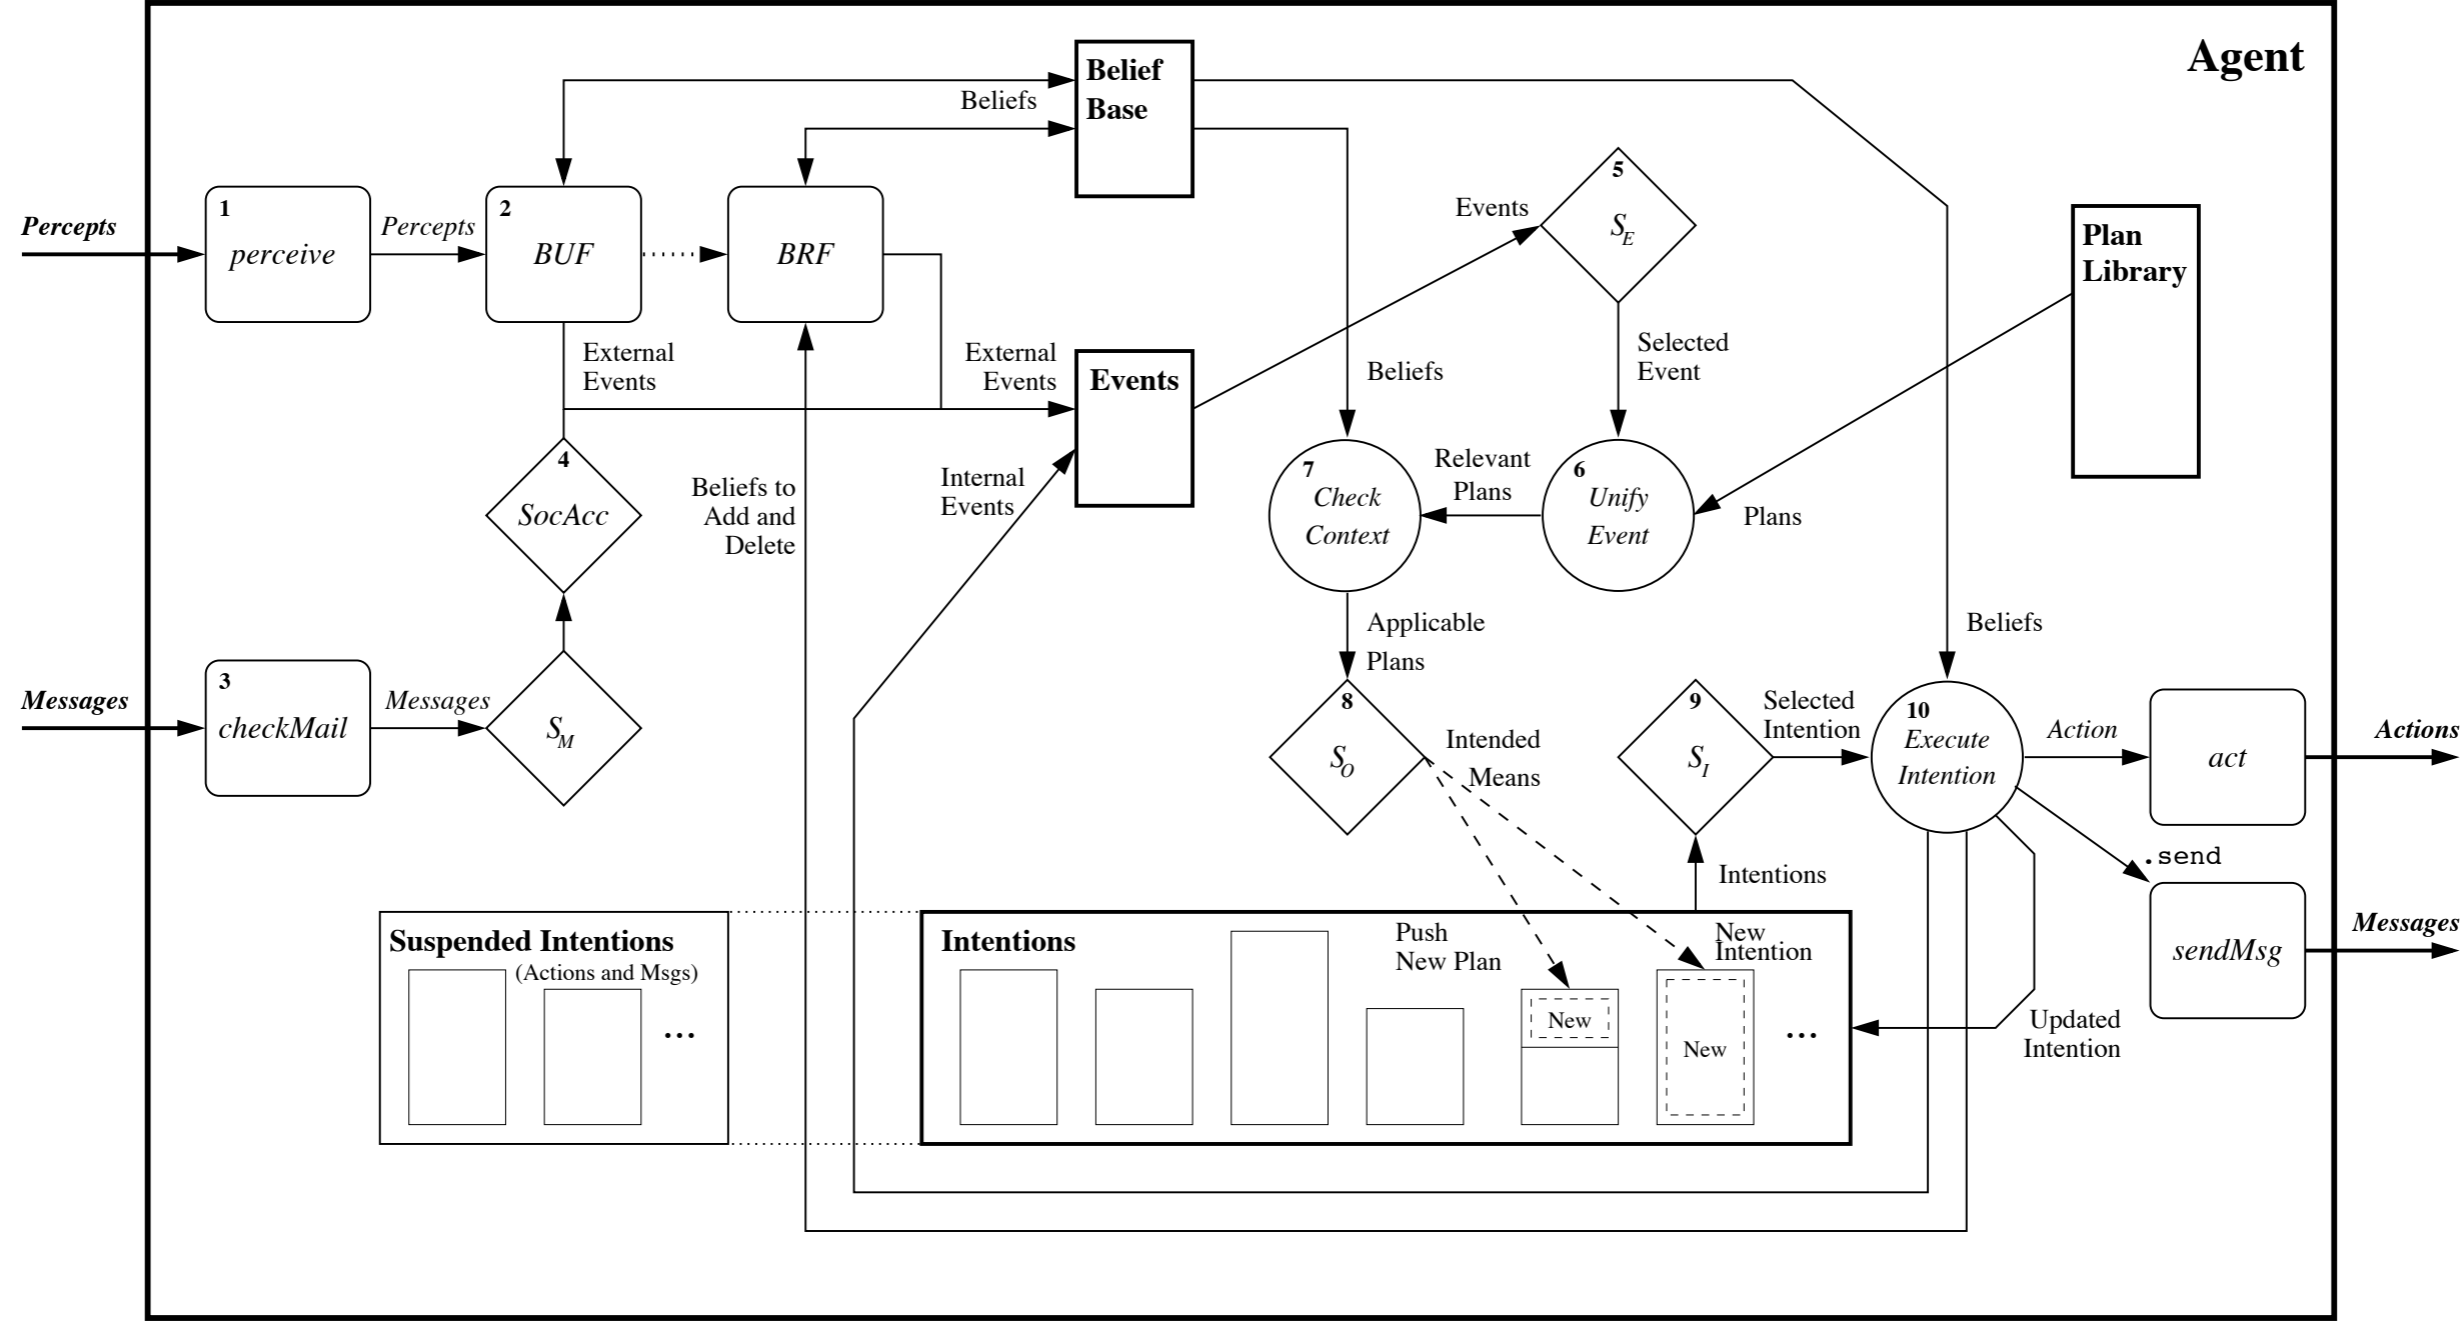 Agent
Belief
Base
Beliefs
5
S_E
Events
Percepts
1
perceive
Percepts
2
BUF
BRF
Plan
Library
External
Events
External
Events
Events
Beliefs
Selected
Event
4
SocAcc
Beliefs to
Add and
Delete
Internal
Events
7
Check
Context
Relevant
Plans
6
Unify
Event
Plans
Applicable
Plans
Beliefs
Messages
3
checkMail
Messages
S_M
8
S_O
Intended
Means
9
S_I
Selected
Intention
10
Execute
Intention
Action
act
Actions
.send
Intentions
sendMsg
Messages
Suspended Intentions
(Actions and Msgs)
...
Intentions
Push
New Plan
New
Intention
New
New
...
Updated
Intention